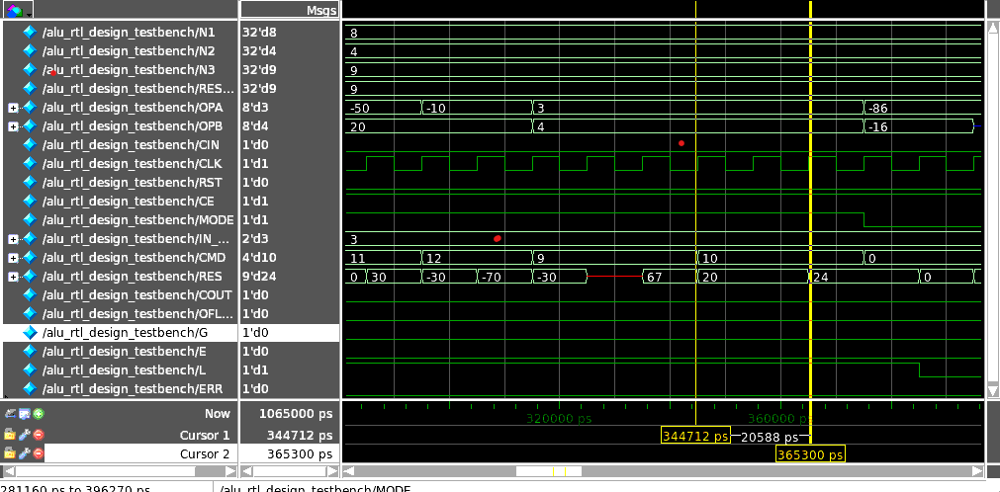 Msgs
/alu_rtl_design_testbench/N1 32'd8 8
/alu_rtl_design_testbench/N2 32'd4 4
/alu_rtl_design_testbench/N3 32'd9 9
/alu_rtl_design_testbench/RES... 32'd9 9
/alu_rtl_design_testbench/OPA 8'd3 -50 -10 3 -86
/alu_rtl_design_testbench/OPB 8'd4 20 4 -16
/alu_rtl_design_testbench/CIN 1'd0
/alu_rtl_design_testbench/CLK 1'd1
/alu_rtl_design_testbench/RST 1'd0
/alu_rtl_design_testbench/CE 1'd1
/alu_rtl_design_testbench/MODE 1'd1
/alu_rtl_design_testbench/IN_... 2'd3 3
/alu_rtl_design_testbench/CMD 4'd10 11 12 9 10 0
/alu_rtl_design_testbench/RES 9'd24 0 30 -30 -70 -30 67 20 24 0
/alu_rtl_design_testbench/COUT 1'd0
/alu_rtl_design_testbench/OFL... 1'd0
/alu_rtl_design_testbench/G 1'd0
/alu_rtl_design_testbench/E 1'd0
/alu_rtl_design_testbench/L 1'd1
/alu_rtl_design_testbench/ERR 1'd0
Now 1065000 ps 320000 ps 360000 ps
Cursor 1 344712 ps 344712 ps 20588 ps
Cursor 2 365300 ps 365300 ps
281160 ps to 396270 ps /alu_rtl_design_testbench/MODE